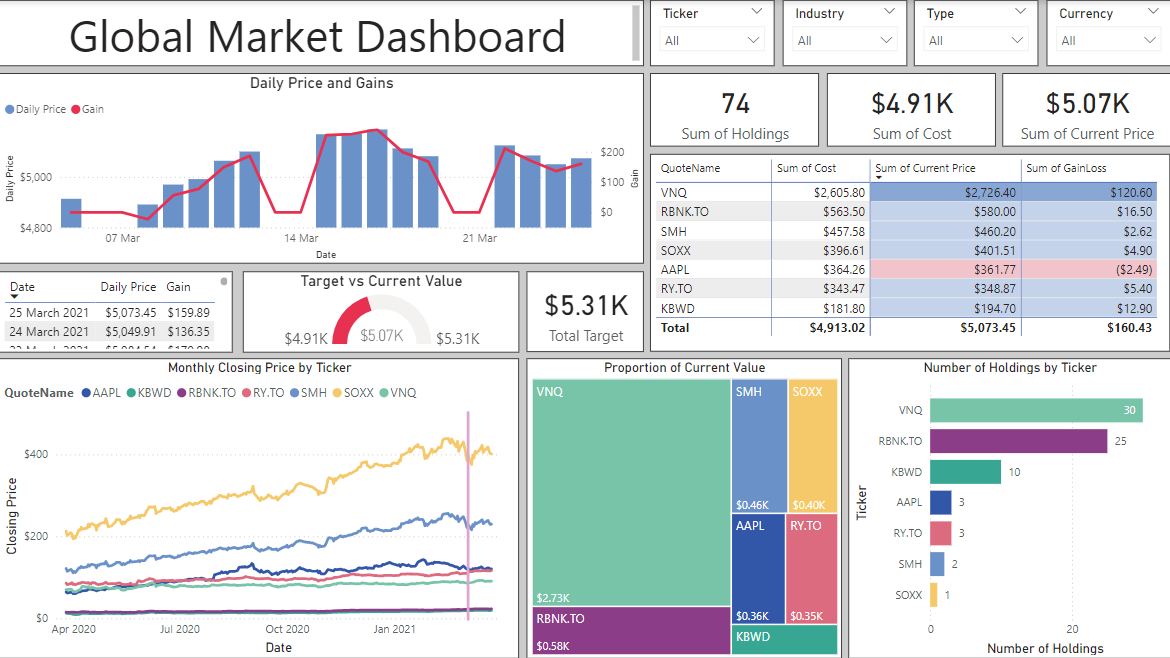 Global Market Dashboard
Ticker
All
Industry
All
Type
All
Currency
All
Daily Price and Gains
Daily Price Gain
Daily Price
$5,000
$4,800
$200
$100
$0
Gain
07 Mar 14 Mar 21 Mar
Date
74
Sum of Holdings
$4.91K
Sum of Cost
$5.07K
Sum of Current Price
QuoteName Sum of Cost Sum of Current Price Sum of GainLoss
VNQ $2,605.80 $2,726.40 $120.60
RBNK.TO $563.50 $580.00 $16.50
SMH $457.58 $460.20 $2.62
SOXX $396.61 $401.51 $4.90
AAPL $364.26 $361.77 ($2.49)
RY.TO $343.47 $348.87 $5.40
KBWD $181.80 $194.70 $12.90
Total $4,913.02 $5,073.45 $160.43
Date Daily Price Gain
25 March 2021 $5,073.45 $159.89
24 March 2021 $5,049.91 $136.35
Target vs Current Value
$4.91K $5.07K $5.31K
$5.31K
Total Target
Monthly Closing Price by Ticker
QuoteName AAPL KBWD RBNK.TO RY.TO SMH SOXX VNQ
Closing Price
$400
$200
$0
Apr 2020 Jul 2020 Oct 2020 Jan 2021
Date
Proportion of Current Value
VNQ
$2.73K
RBNK.TO
$0.58K
SMH
$0.46K
SOXX
$0.40K
AAPL
$0.36K
RY.TO
$0.35K
KBWD
Number of Holdings by Ticker
Ticker
VNQ 30
RBNK.TO 25
KBWD 10
AAPL 3
RY.TO 3
SMH 2
SOXX 1
0 20
Number of Holdings